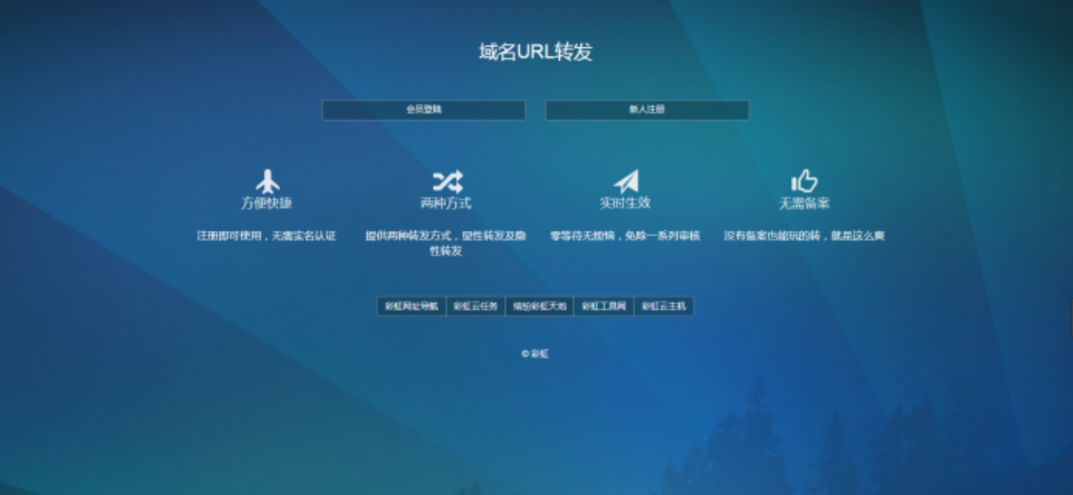 域名URL转发
会员登陆
新人注册
方便快捷
两种方式
实时生效
无需备案
注册即可使用，无需实名认证
提供两种转发方式，显性转发及隐
性转发
零等待无烦恼，免除一系列审核
没有备案也能玩的转，就是这么爽
彩虹网址导航
彩虹云任务
缤纷彩虹天地
彩虹工具网
彩虹云主机
© 彩虹